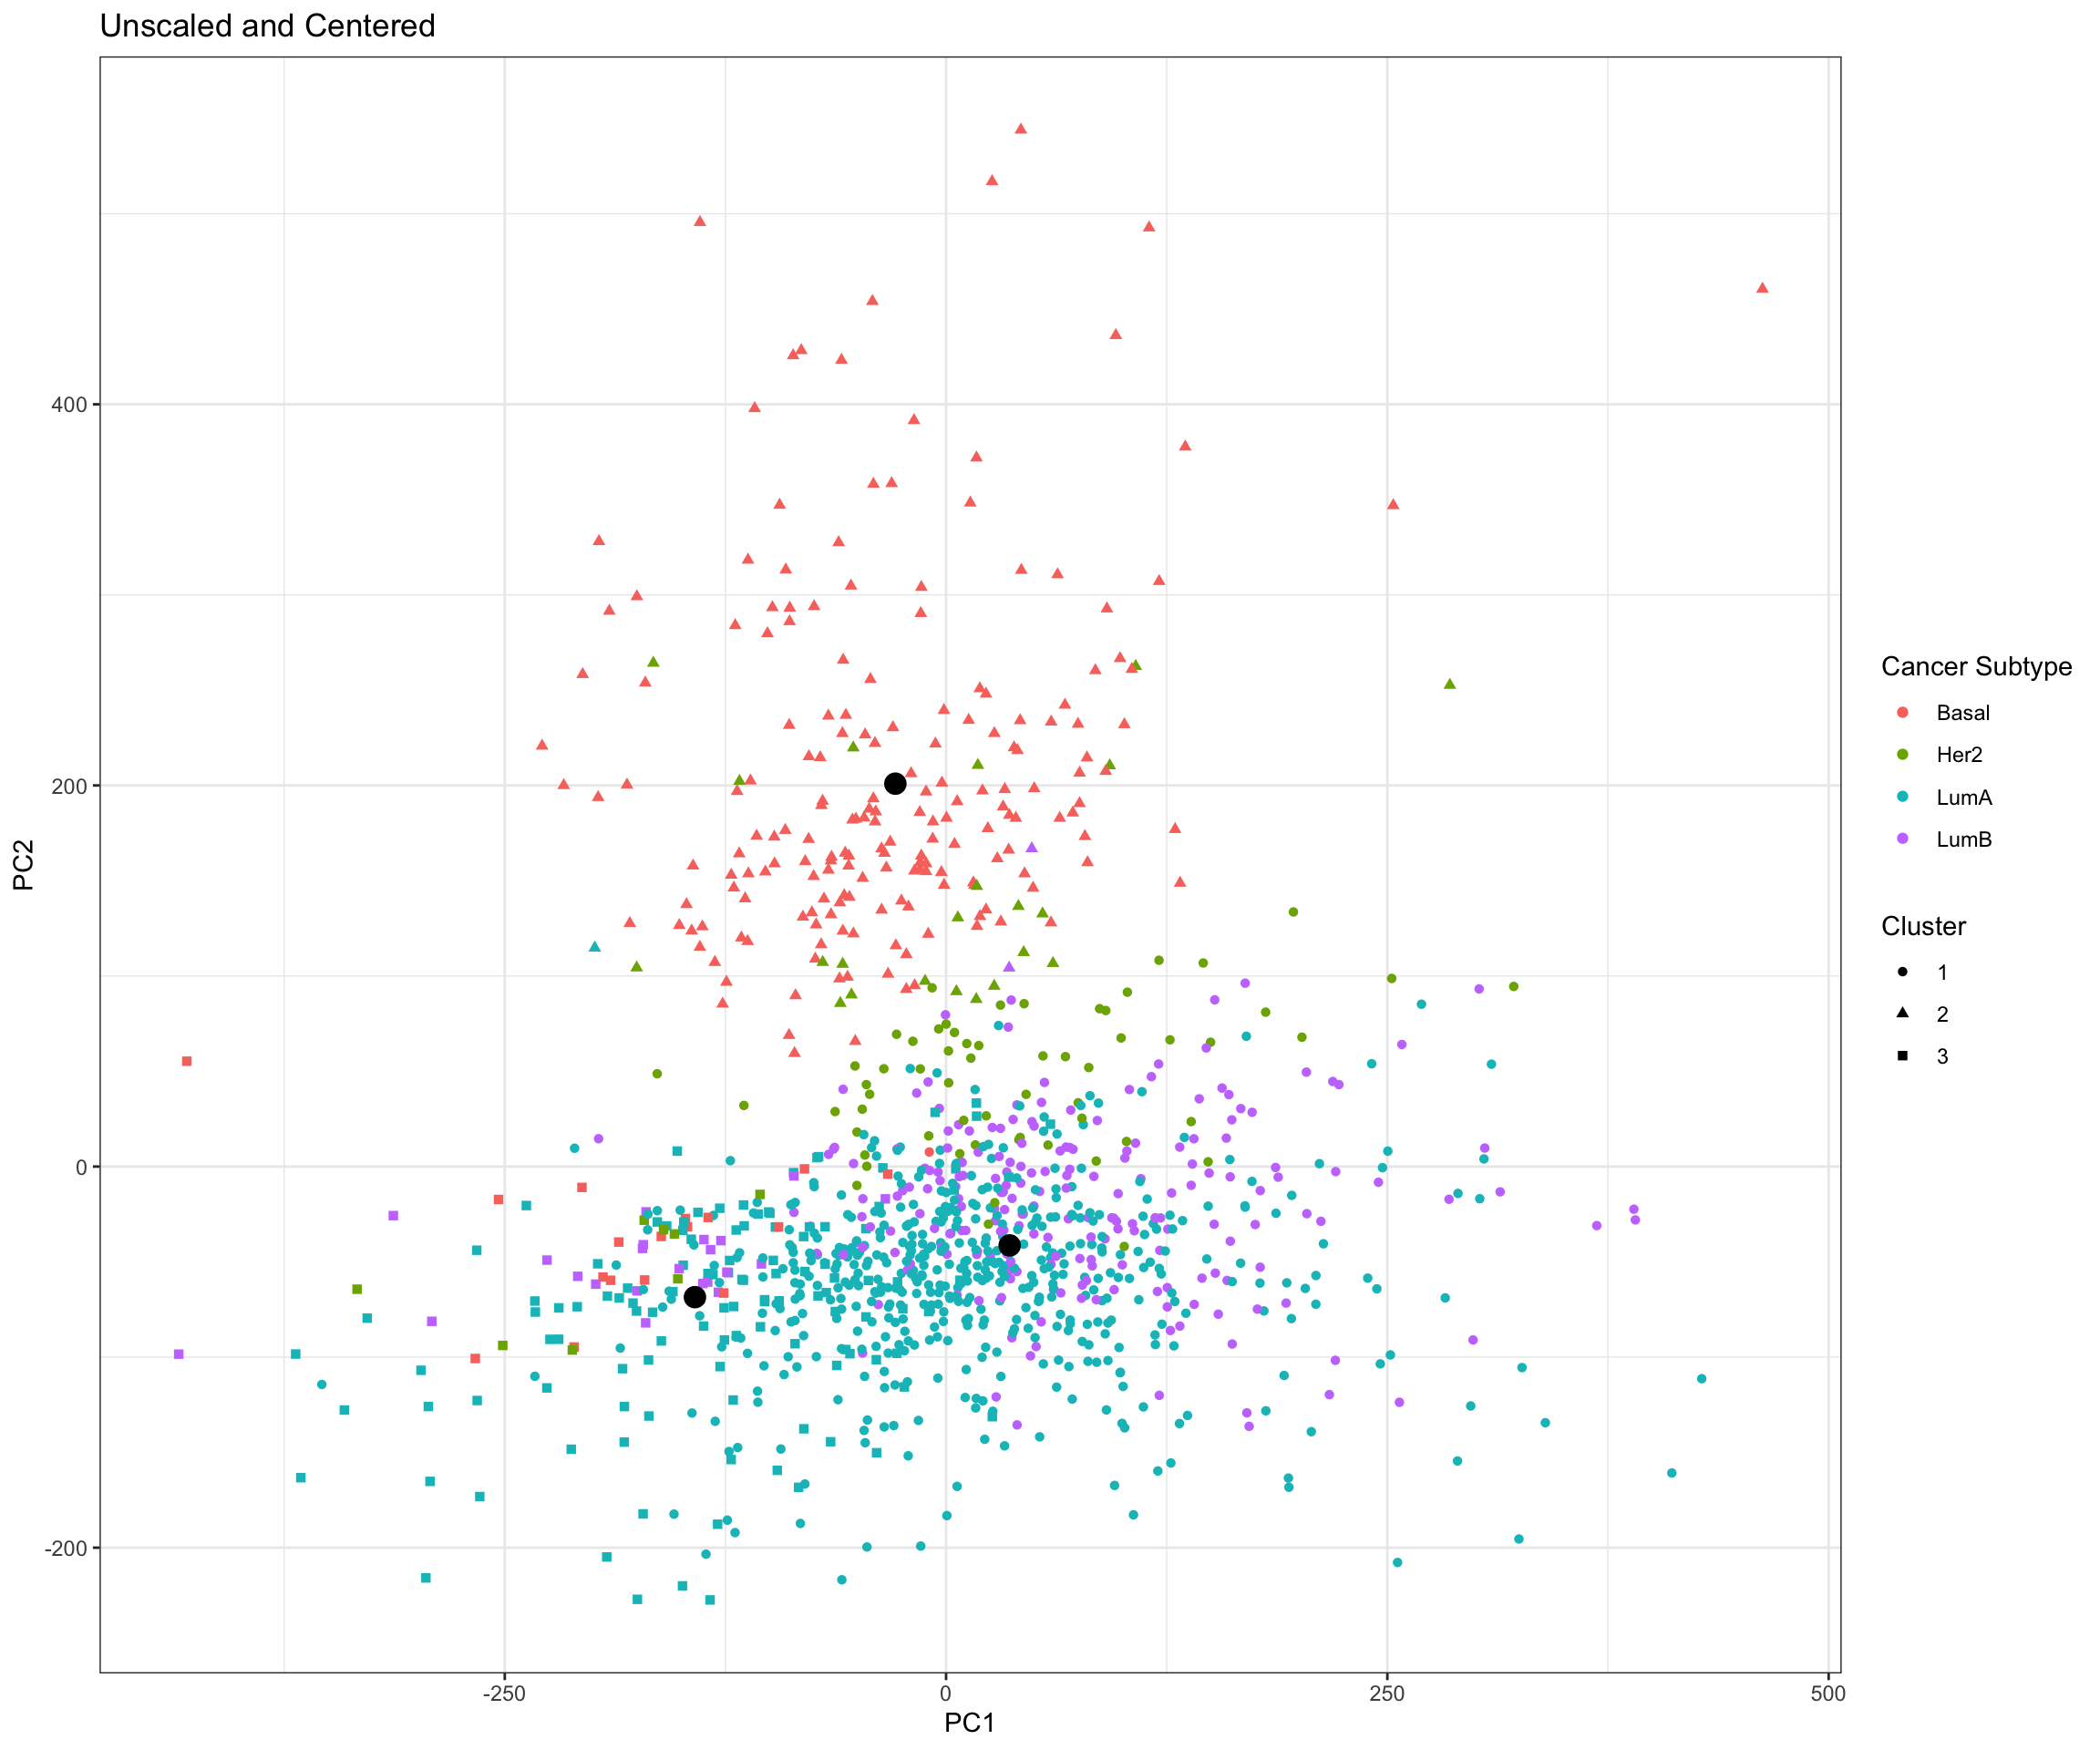 Unscaled and Centered
PC2
400
200
0
-200
-250
0
250
500
PC1
Cancer Subtype
Basal
Her2
LumA
LumB
Cluster
1
2
3